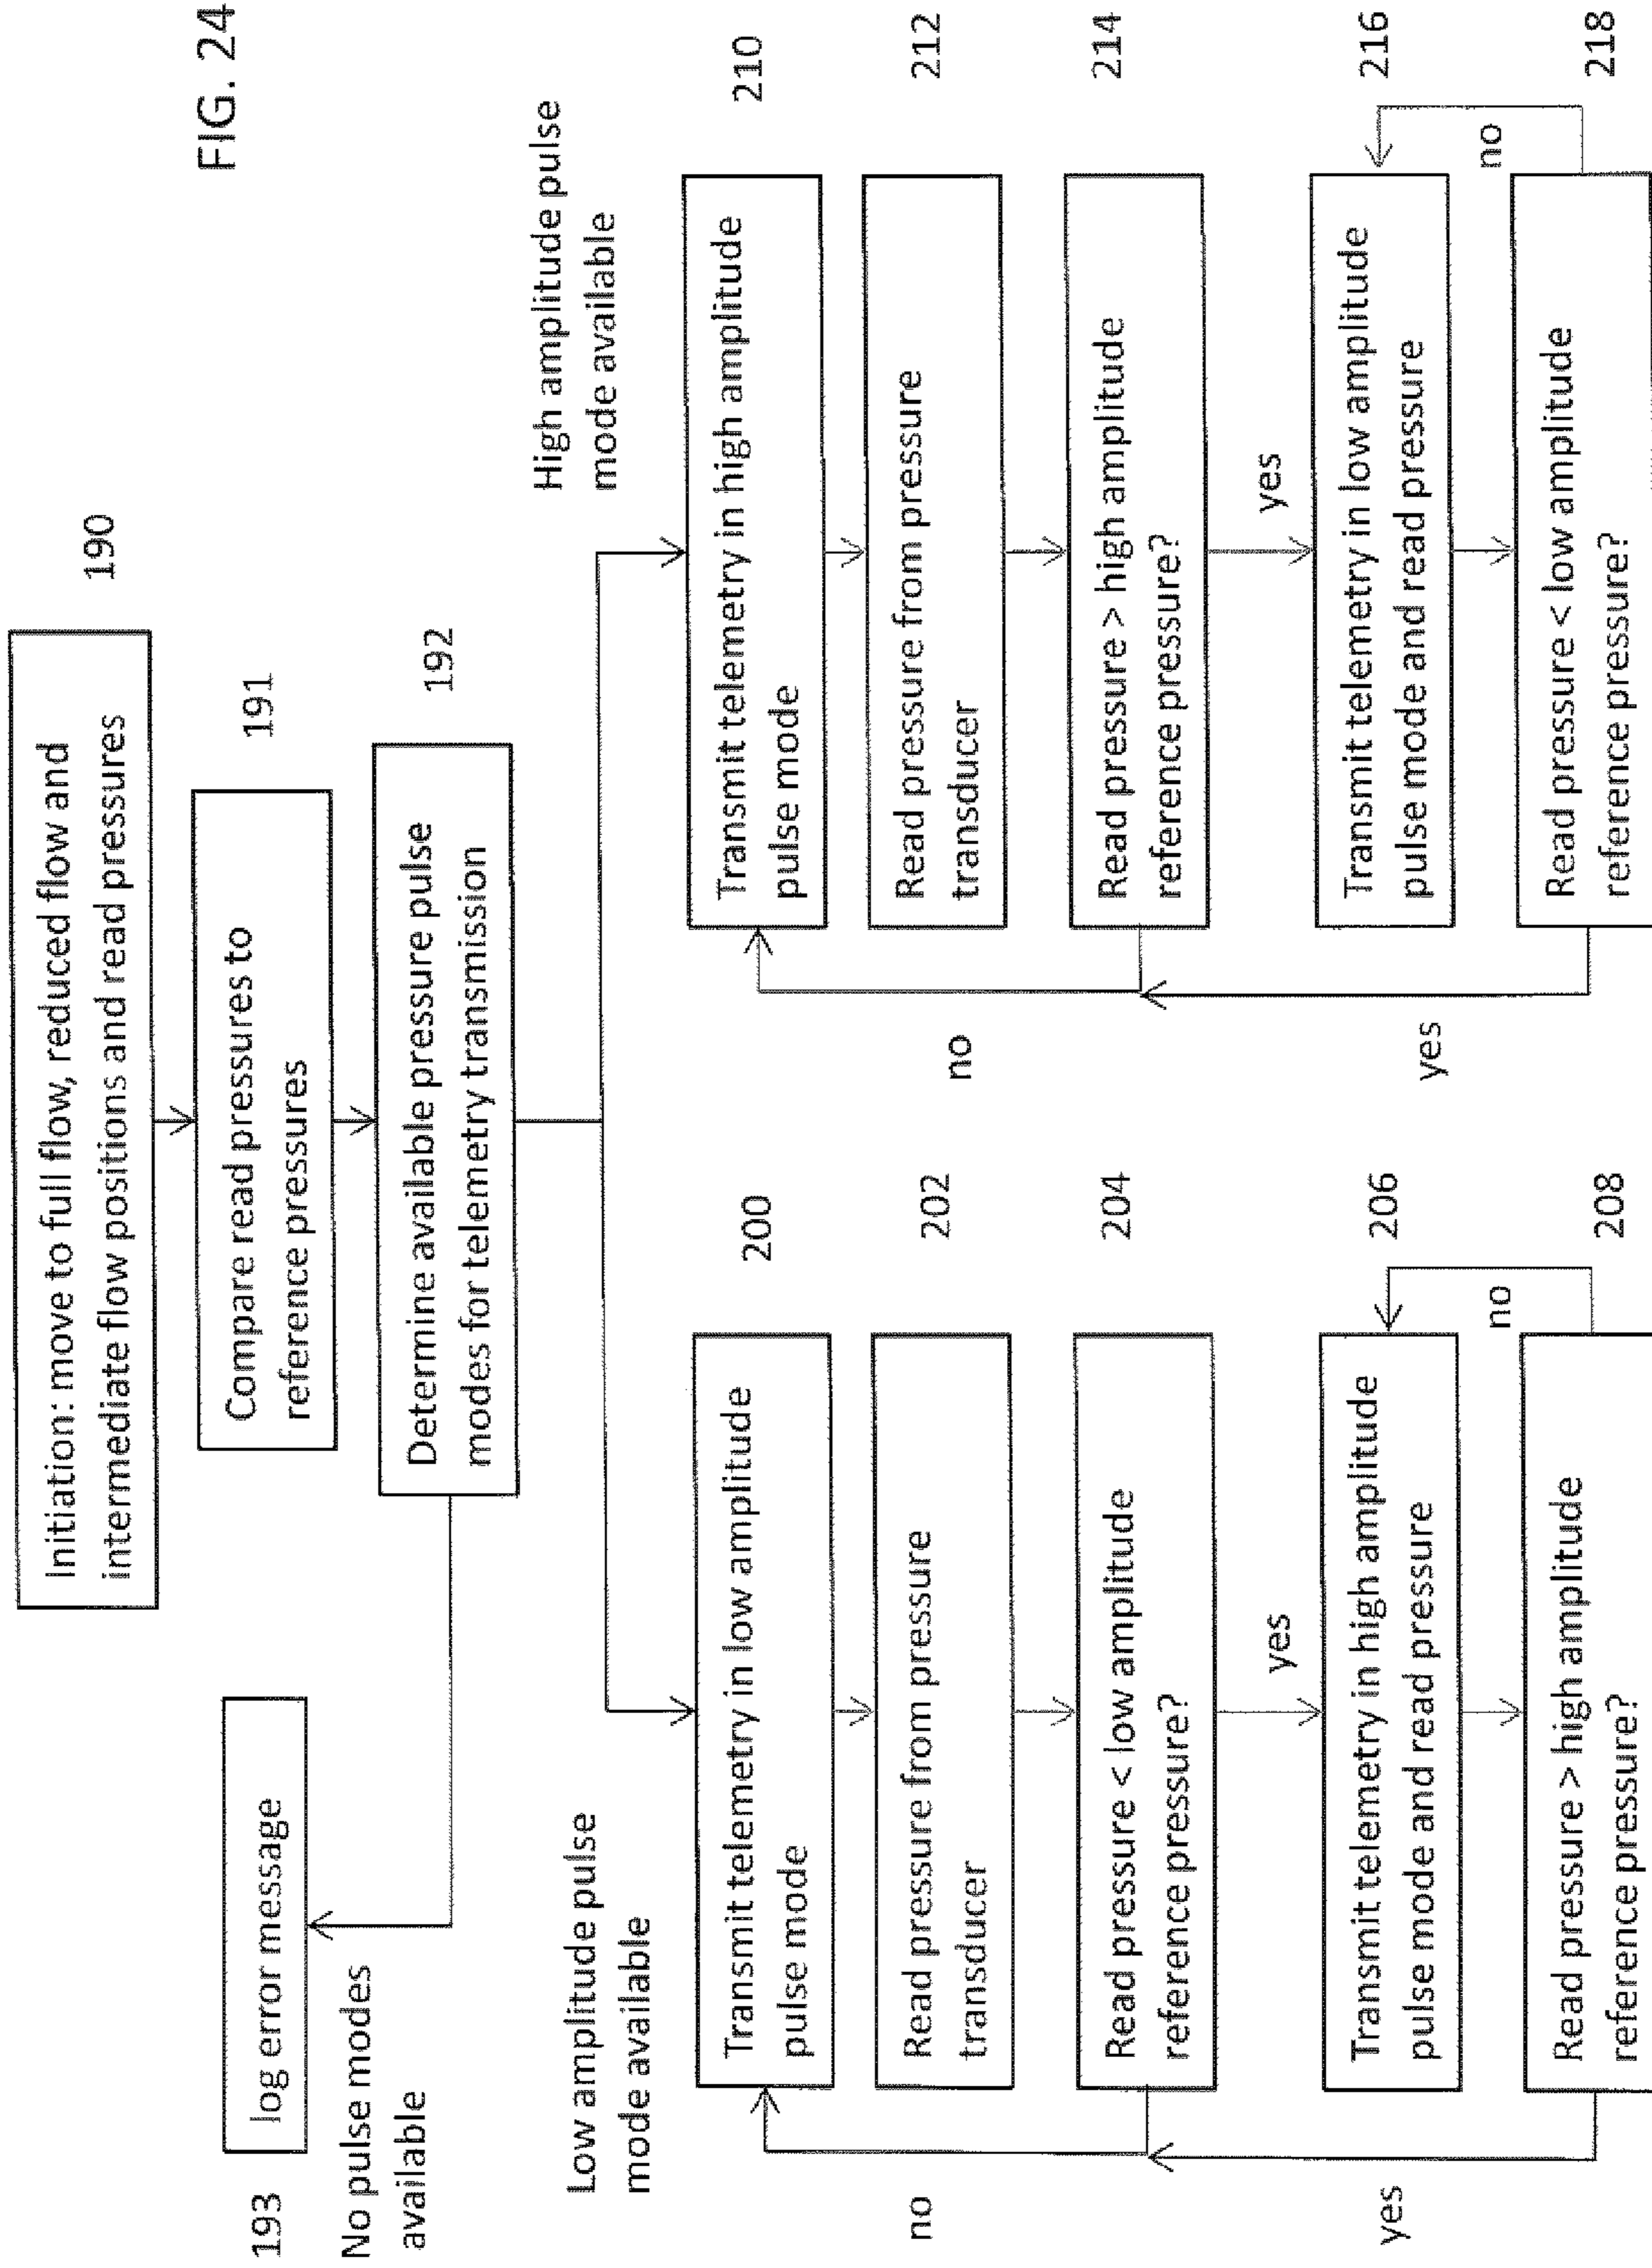 FIG. 24
Initiation: move to full flow, reduced flow and
intermediate flow positions and read pressures
190
Compare read pressures to
reference pressures
191
Determine available pressure pulse
modes for telemetry transmission
192
193
log error message
No pulse modes
available
Low amplitude pulse
mode available
High amplitude pulse
mode available
Transmit telemetry in low amplitude
pulse mode
200
Read pressure from pressure
transducer
202
Read pressure < low amplitude
reference pressure?
204
no
yes
Transmit telemetry in high amplitude
pulse mode and read pressure
206
Read pressure > high amplitude
reference pressure?
208
no
yes
Transmit telemetry in high amplitude
pulse mode
210
Read pressure from pressure
transducer
212
Read pressure > high amplitude
reference pressure?
214
no
yes
Transmit telemetry in low amplitude
pulse mode and read pressure
216
Read pressure < low amplitude
reference pressure?
218
no
yes